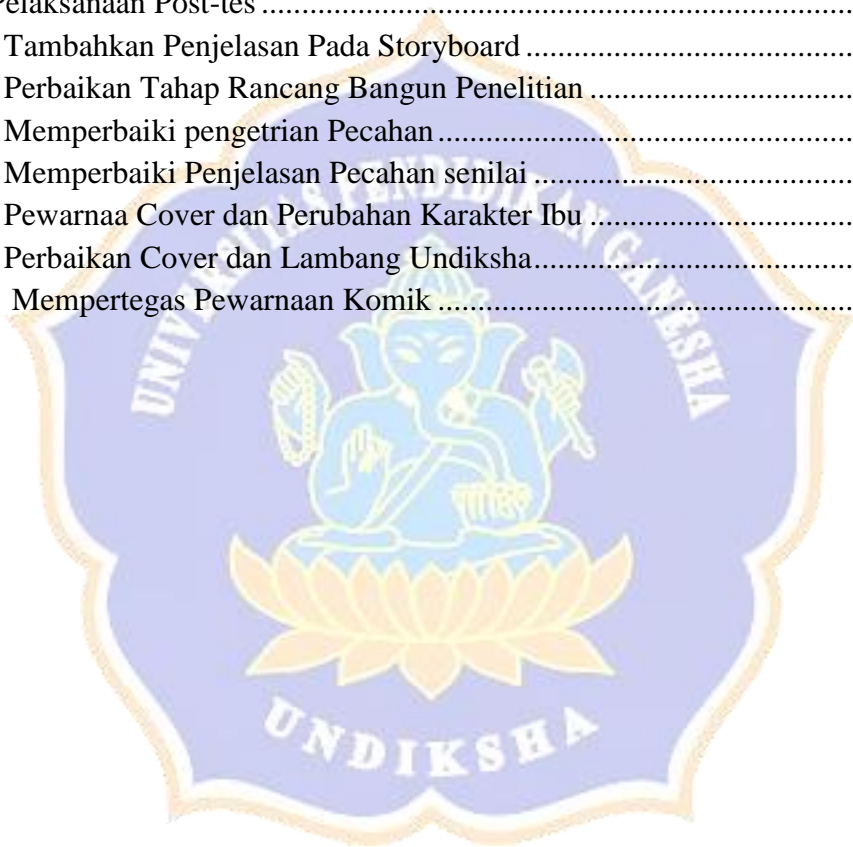 Pelaksanaan Post-tes ........................................................................
Tambahkan Penjelasan Pada Storyboard ........................................
Perbaikan Tahap Rancang Bangun Penelitian ................................
Memperbaiki pengetrian Pecahan ....................................................
Memperbaiki Penjelasan Pecahan senilai ........................................
Pewarnaa Cover dan Perubahan Karakter Ibu .................................
Perbaikan Cover dan Lambang Undiksha ........................................
Mempertegas Pewarnaan Komik ....................................................
UNIVERSITAS PENDIDIKAN GANESHA
UNDIKSHA